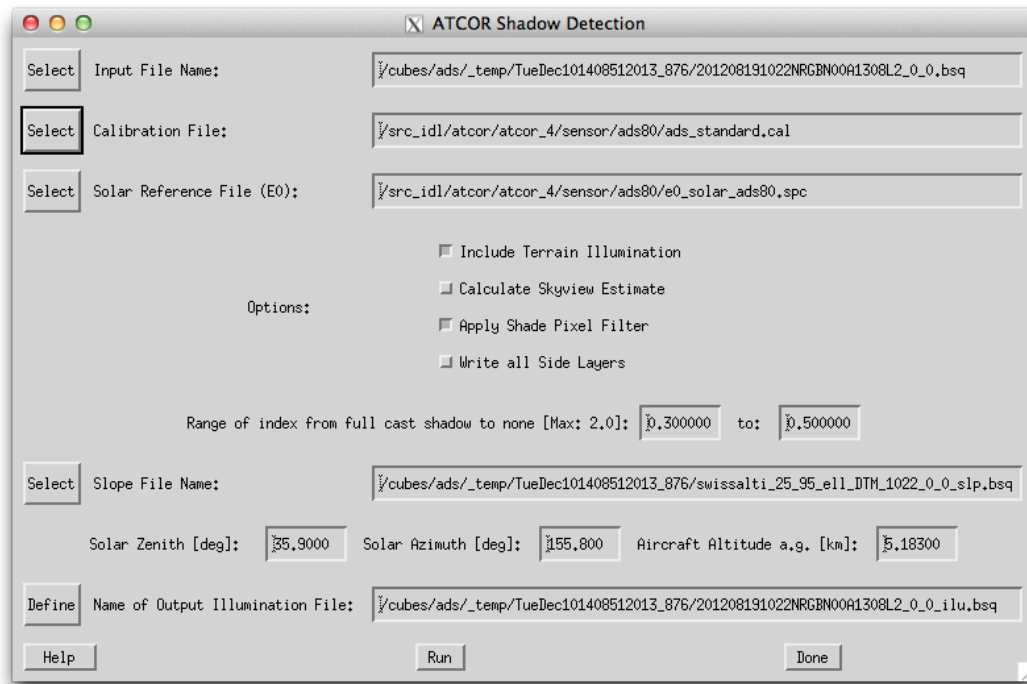 X ATCOR Shadow Detection
Select Input File Name: /cubes/ads/_temp/TueDec101408512013_876/201208191022NRGBN00A1308L2_0_0.bsq
Select Calibration File: /src_idl/atcor/atcor_4/sensor/ads80/ads_standard.cal
Select Solar Reference File (E0): /src_idl/atcor/atcor_4/sensor/ads80/e0_solar_ads80.spc
Include Terrain Illumination
Calculate Skyview Estimate
Options:
Apply Shade Pixel Filter
Write all Side Layers
Range of index from full cast shadow to none [Max: 2.0]: 0.300000 to: 0.500000
Select Slope File Name: /cubes/ads/_temp/TueDec101408512013_876/swissalti_25_95_ell_DTM_1022_0_0_slp.bsq
Solar Zenith [deg]: 35.9000 Solar Azimuth [deg]: 155.800 Aircraft Altitude a.g. [km]: 5.18300
Define Name of Output Illumination File: /cubes/ads/_temp/TueDec101408512013_876/201208191022NRGBN00A1308L2_0_0_ilu.bsq
Help Run Done